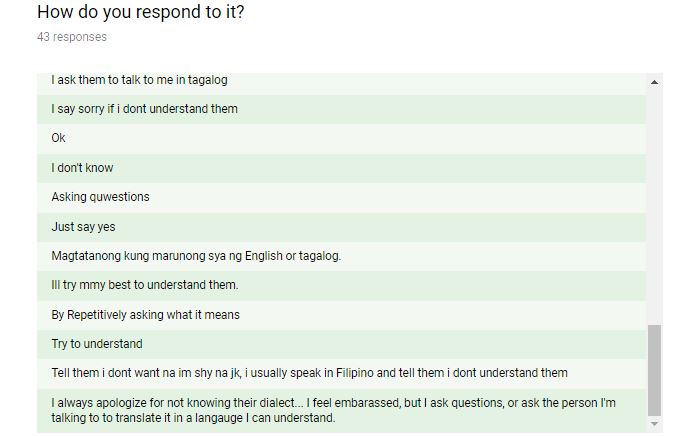 How do you respond to it?
43 responses
I ask them to talk to me in tagalog
I say sorry if i dont understand them
Ok
I don't know
Asking quwestions
Just say yes
Magtatanong kung marunong sya ng English or tagalog.
Ill try mmy best to understand them.
By Repetitively asking what it means
Try to understand
Tell them i dont want na im shy na jk, i usually speak in Filipino and tell them i dont understand them
I always apologize for not knowing their dialect... I feel embarassed, but I ask questions, or ask the person I'm
talking to to translate it in a langauge I can understand.